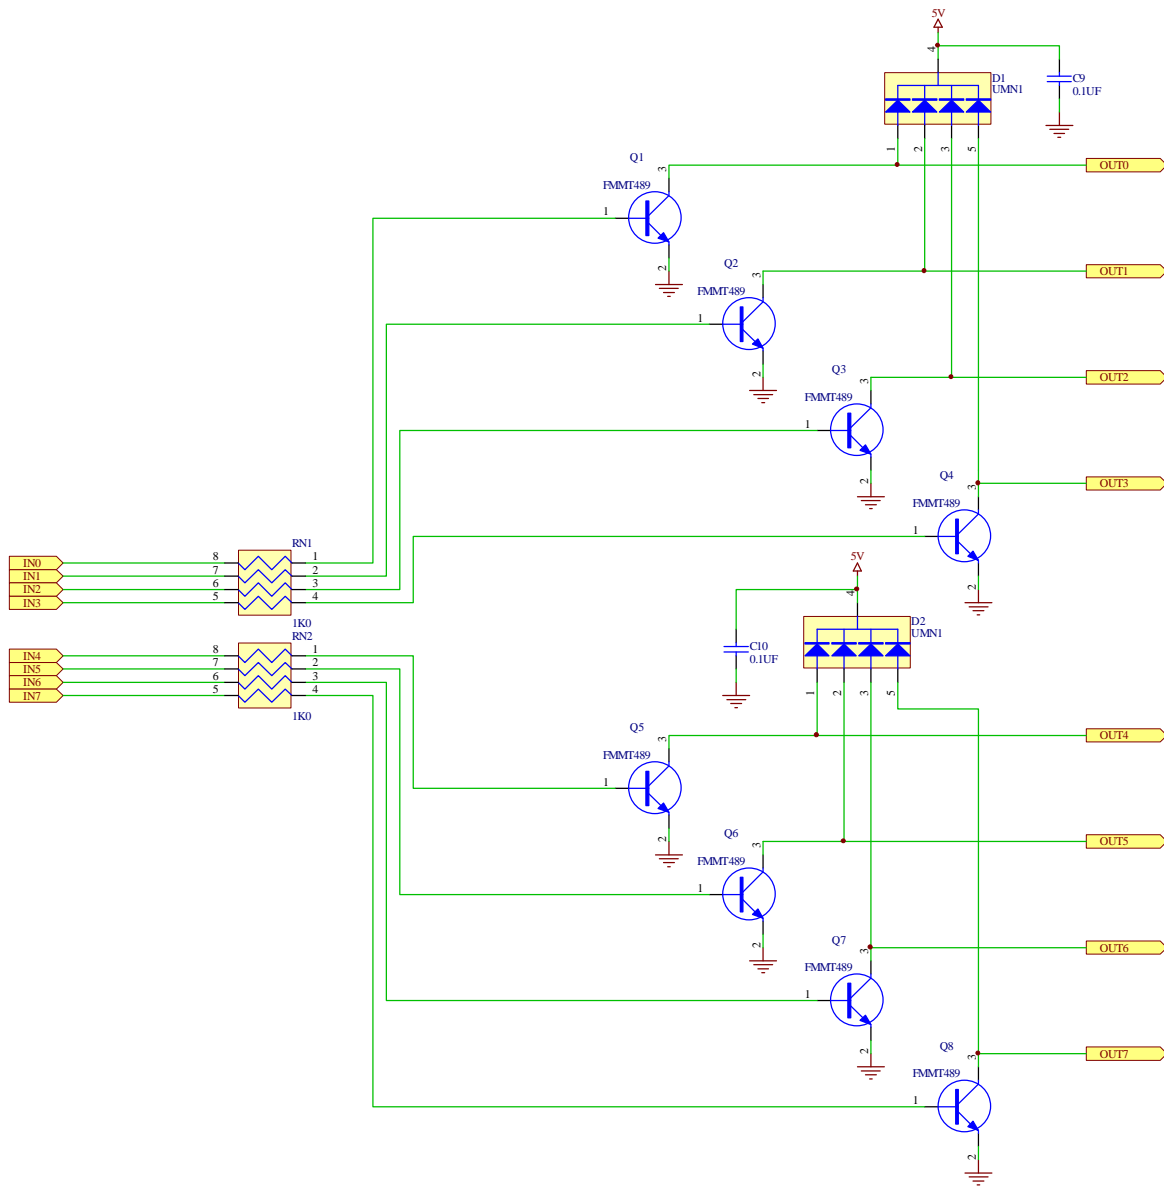 5V
4
D1
UMN1
C9
0.1UF
1
2
3
5
Q1
3
OUT0
FMMT489
1
2
Q2
3
OUT1
FMMT489
1
2
Q3
3
OUT2
FMMT489
1
2
Q4
3
OUT3
FMMT489
1
2
RN1
IN0
8
1
IN1
7
2
IN2
6
3
IN3
5
4
1K0
5V
4
D2
UMN1
C10
0.1UF
1
2
3
5
RN2
IN4
8
1
IN5
7
2
IN6
6
3
IN7
5
4
1K0
Q5
3
OUT4
FMMT489
1
2
Q6
3
OUT5
FMMT489
1
2
Q7
3
OUT6
FMMT489
1
2
Q8
3
OUT7
FMMT489
1
2